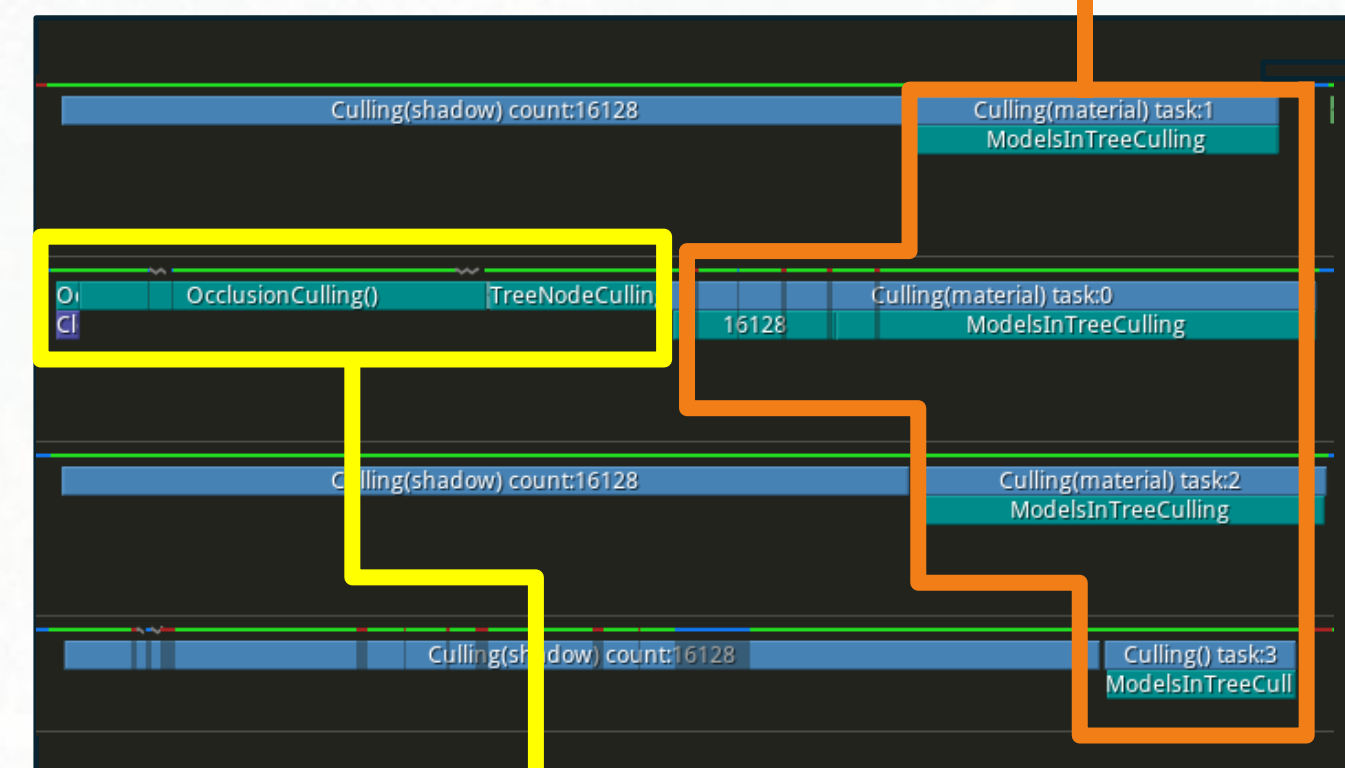 Culling(shadow) count:16128 Culling(material) task:1
ModelsInTreeCulling
OcclusionCulling() TreeNodeCullin Culling(material) task:0
Cl 16128 ModelsInTreeCulling
Culling(shadow) count:16128 Culling(material) task:2
ModelsInTreeCulling
Culling(shadow) count:16128 Culling() task:3
ModelsInTreeCull